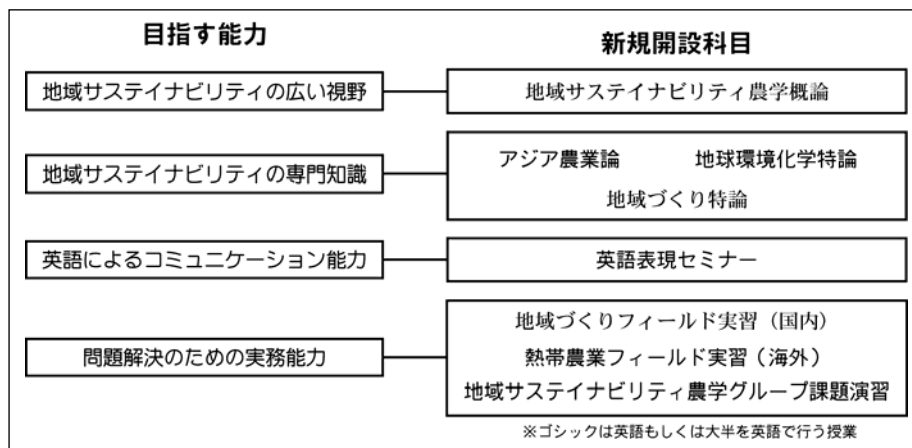 目指す能力
新規開設科目
地域サステイナビリティの広い視野
地域サステイナビリティ農学概論
地域サステイナビリティの専門知識
アジア農業論 地球環境化学特論
地域づくり特論
英語によるコミュニケーション能力
英語表現セミナー
問題解決のための実務能力
地域づくりフィールド実習（国内）
熱帯農業フィールド実習（海外）
地域サステイナビリティ農学グループ課題演習
※ゴシックは英語もしくは大半を英語で行う授業